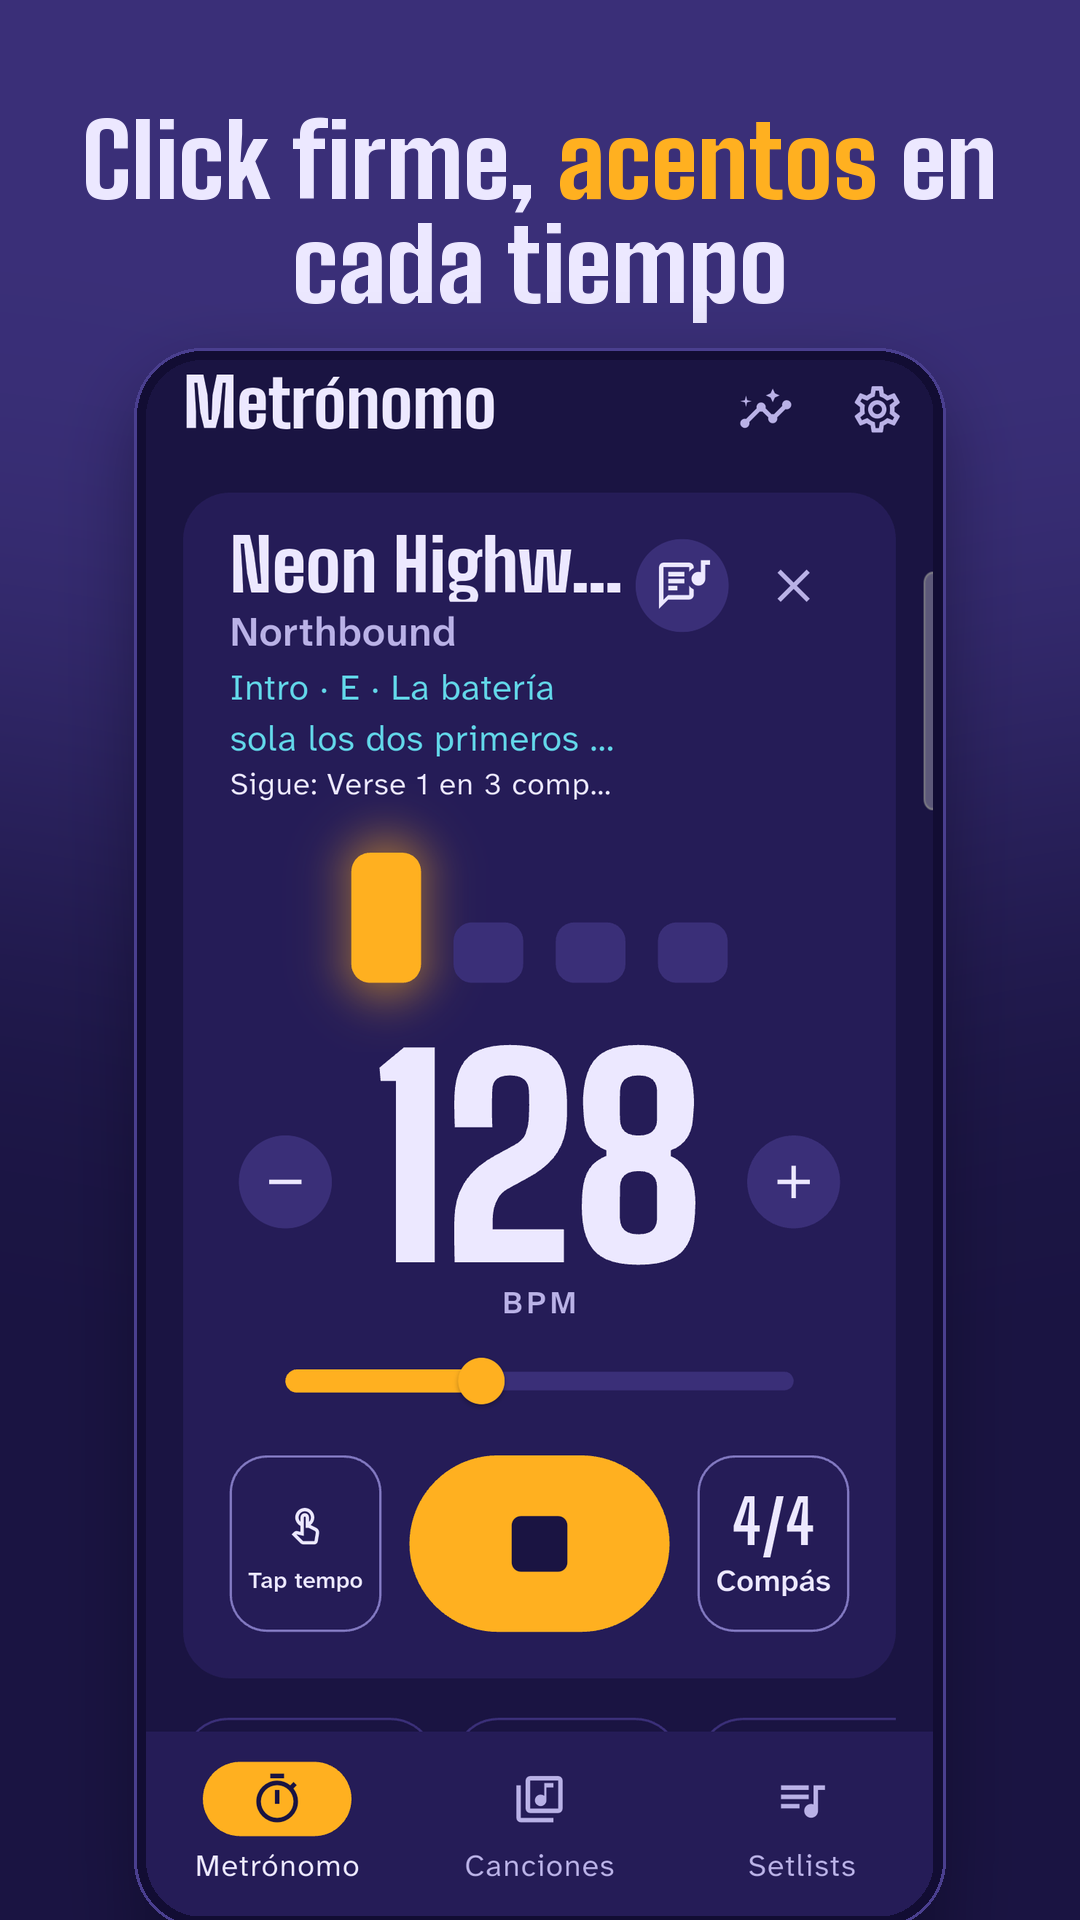 Click firme, acentos en
cada tiempo
Metrónomo
Neon Highw...
Northbound
Intro · E · La batería
sola los dos primeros ...
Sigue: Verse 1 en 3 comp...
128
BPM
Tap tempo
4/4
Compás
Metrónomo
Canciones
Setlists